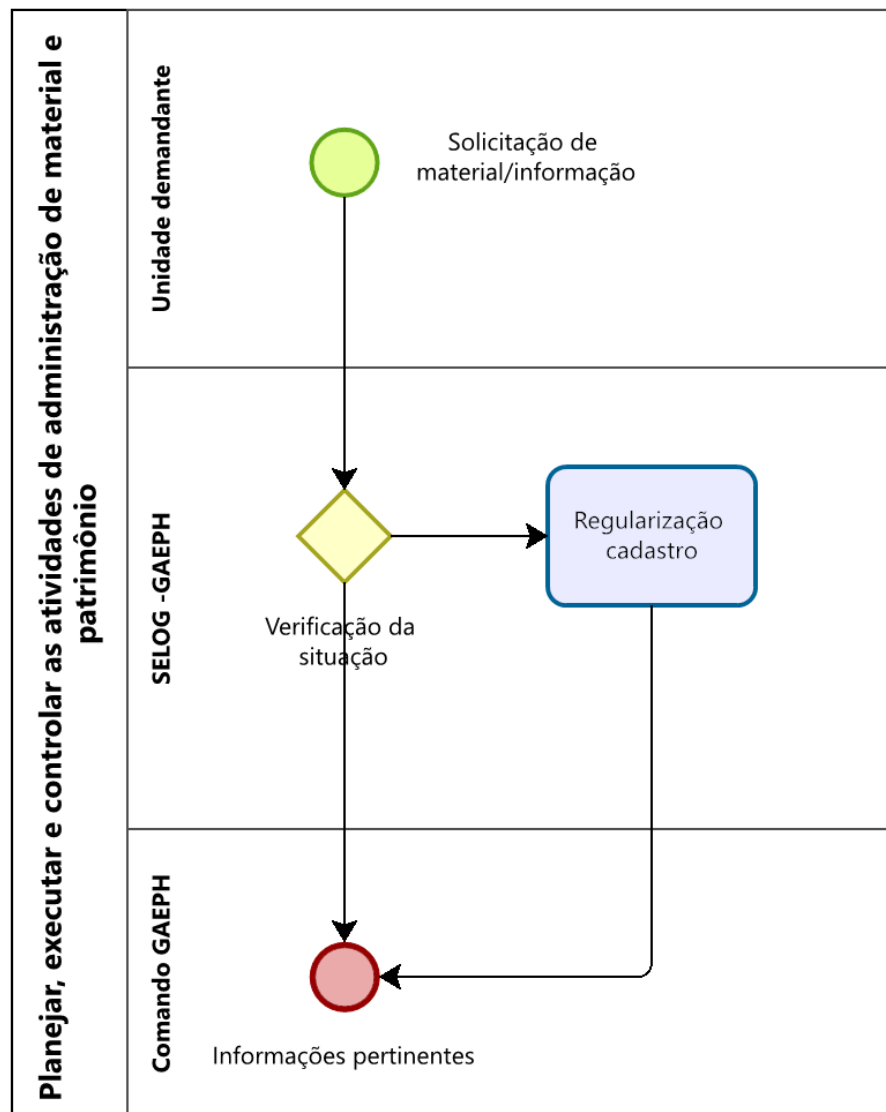 Planejar, executar e controlar as atividades de administração de material e
patrimônio
Unidade demandante
Solicitação de
material/informação
SELOG -GAEPH
Regularização
cadastro
Verificação da
situação
Comando GAEPH
Informações pertinentes